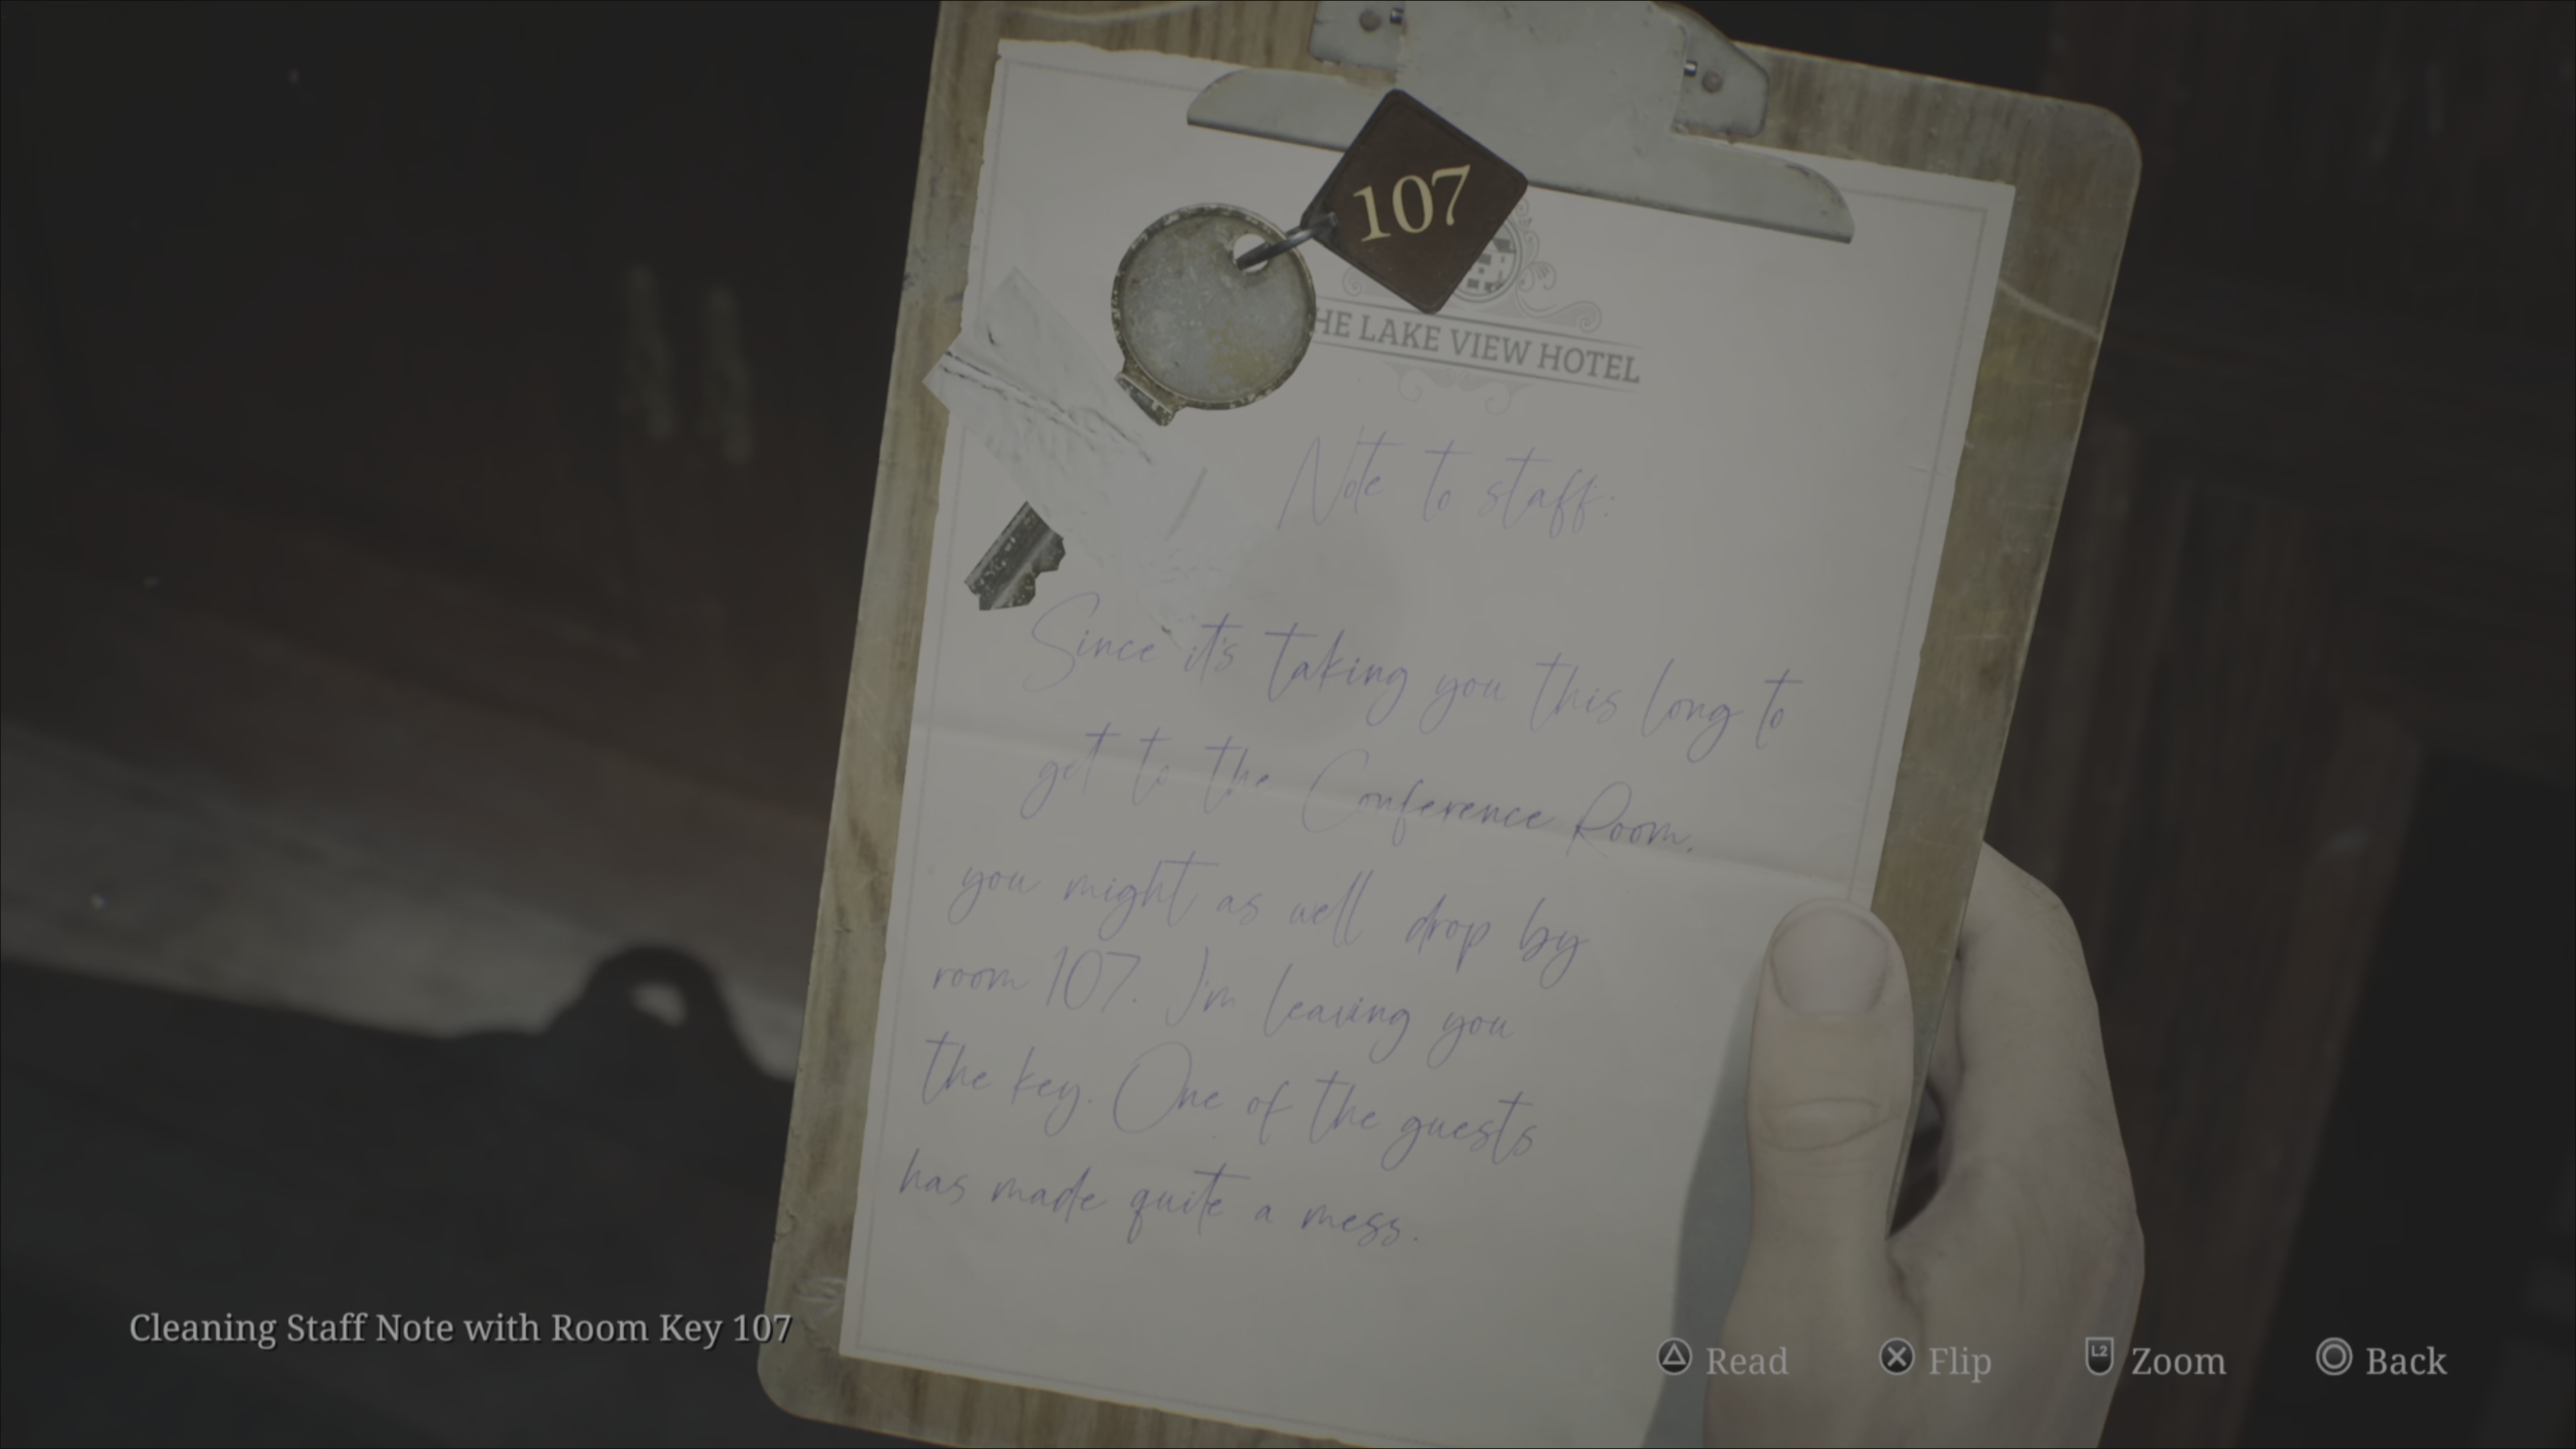 107
HE LAKE VIEW HOTEL
Note to staff:
Since it's taking you this long to
get to the Conference Room,
you might as well drop by
room 107. I'm leaving you
the key. One of the guests
has made quite a mess.
Cleaning Staff Note with Room Key 107
Read
Flip
L2 Zoom
Back